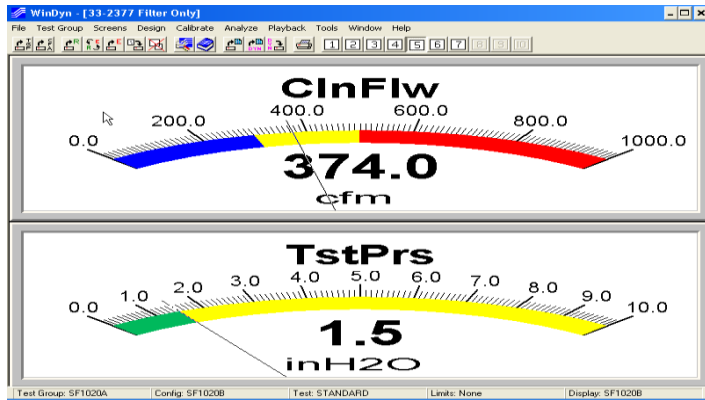 WinDyn - [33-2377 Filter Only]
File Test Group Screens Design Calibrate Analyze Playback Tools Window Help
1 2 3 4 5 6 7 8 9 10
ClnFlw
0.0 200.0 400.0 600.0 800.0 1000.0
374.0
cfm
TstPrs
0.0 1.0 2.0 3.0 4.0 5.0 6.0 7.0 8.0 9.0 10.0
1.5
inH2O
Test Group: SF1020A Config: SF1020B Test: STANDARD Limits: None Display: SF1020B